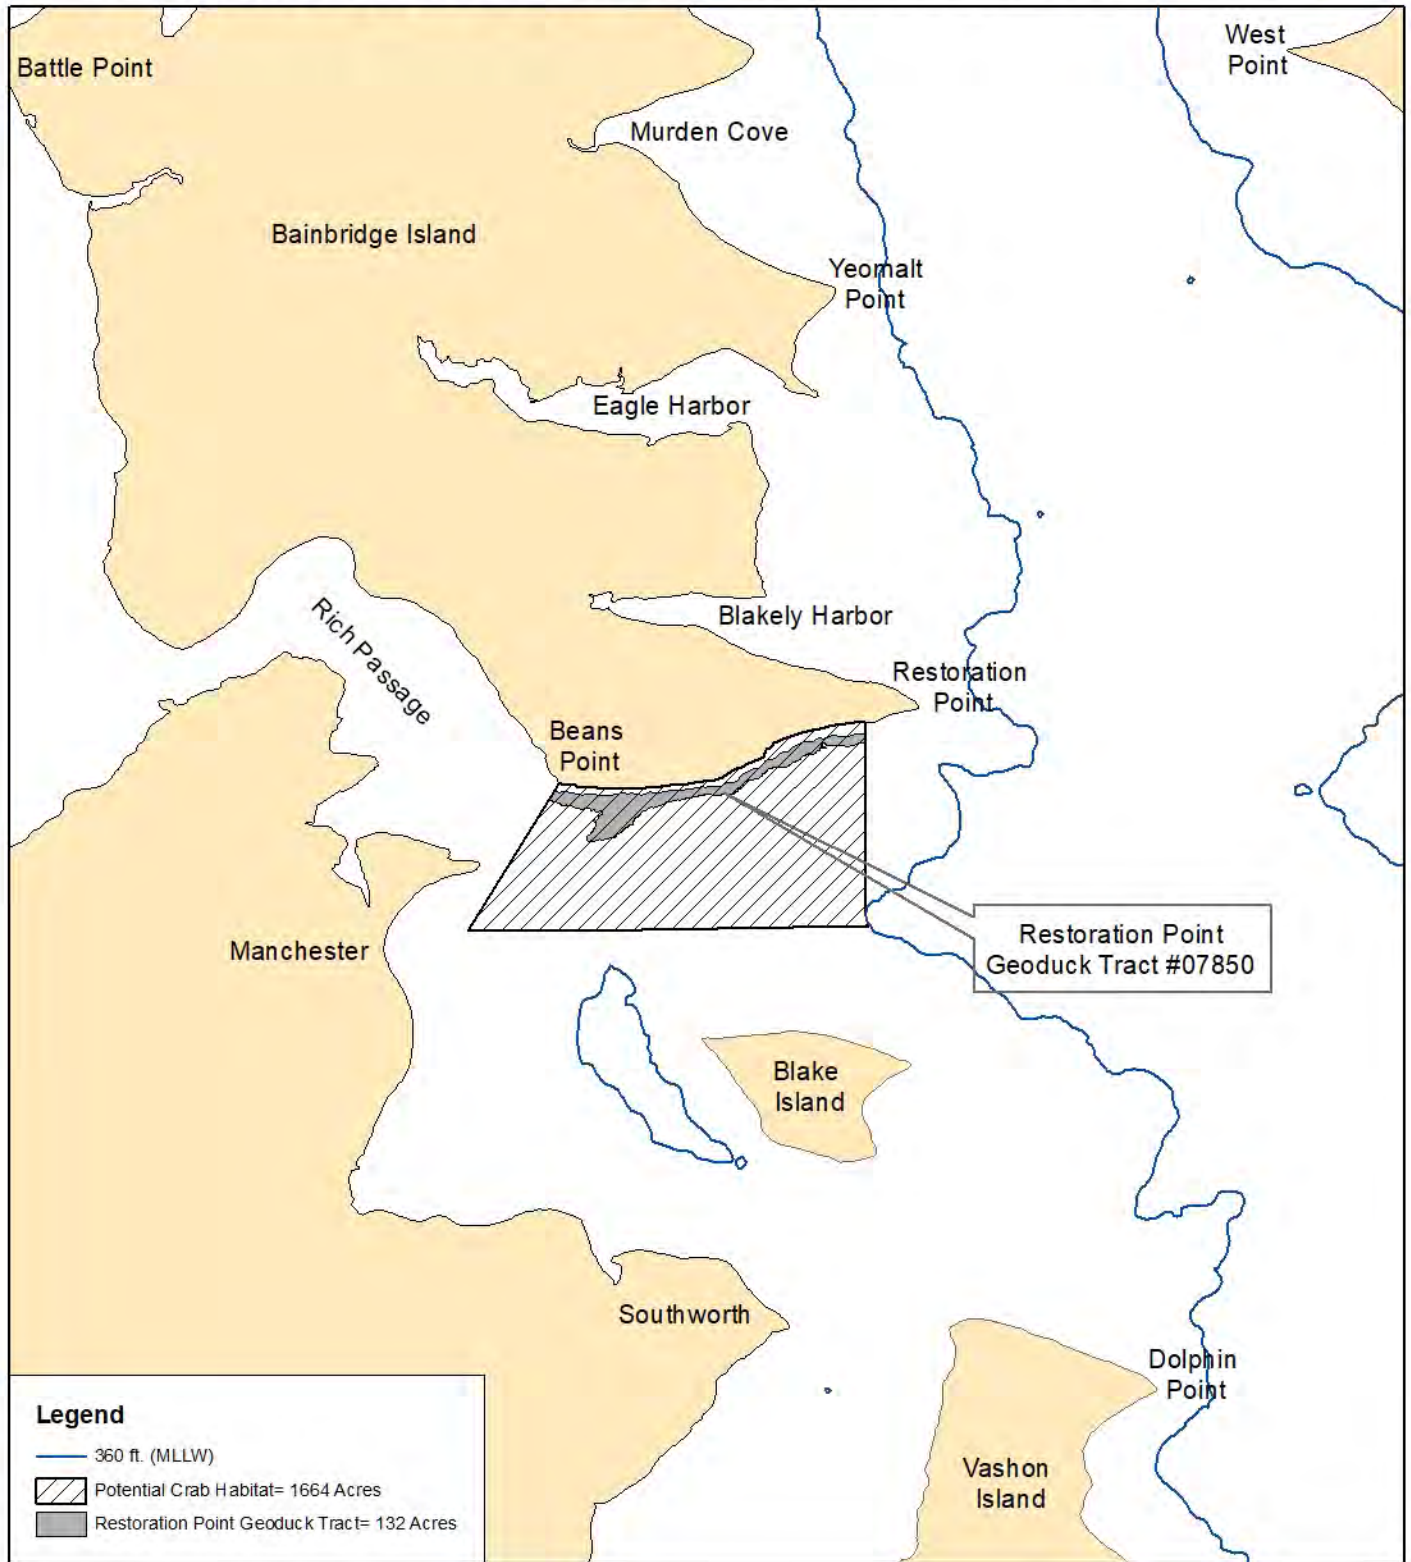 Battle Point
West
Point
Murden Cove
Bainbridge Island
Yeomalt
Point
Eagle Harbor
Rich Passage
Blakely Harbor
Restoration
Point
Beans
Point
Manchester
Restoration Point
Geoduck Tract #07850
Blake
Island
Southworth
Dolphin
Point
Vashon
Island
Legend
360 ft. (MLLW)
Potential Crab Habitat= 1664 Acres
Restoration Point Geoduck Tract= 132 Acres